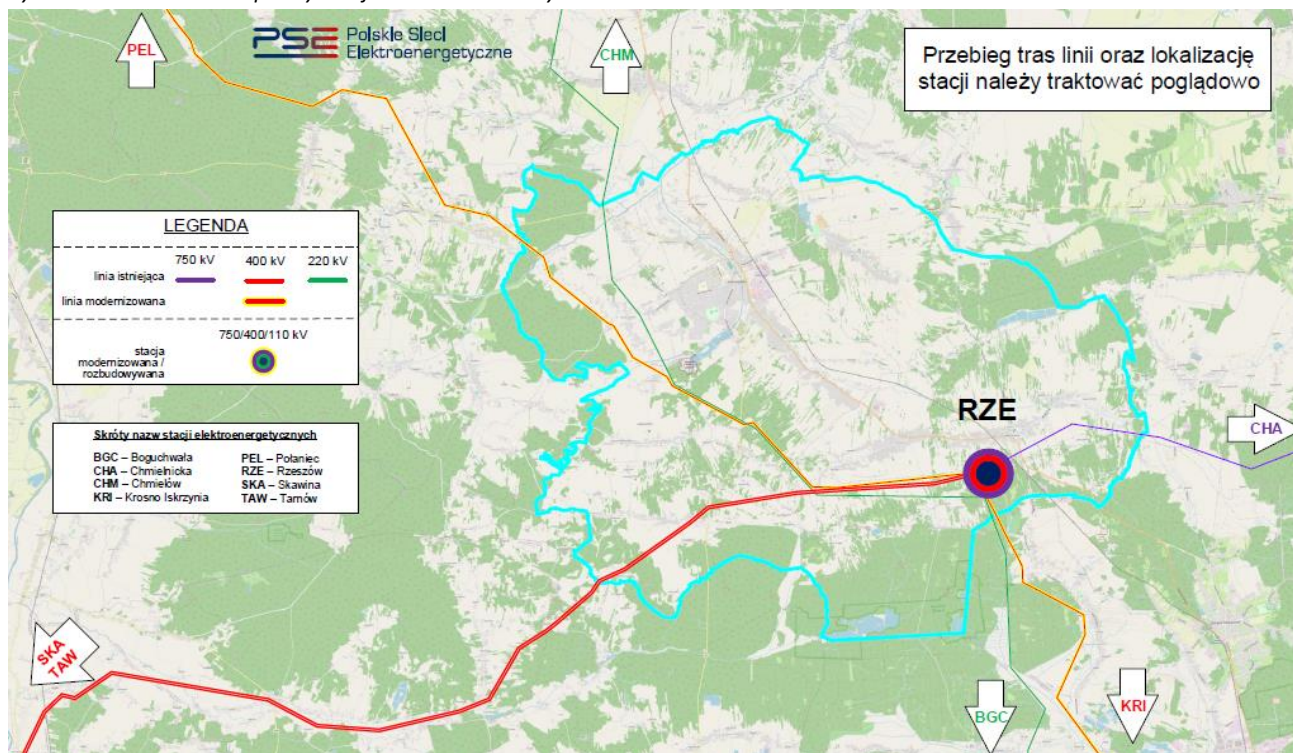 PEL
PSE
Polskie Sieci
Elektroenergetyczne
CHM
Przebieg tras linii oraz lokalizację
stacji należy traktować poglądowo
LEGENDA
750 kV 400 kV 220 kV
linia istniejąca
linia modernizowana
750/400/110 kV
stacja
modernizowana /
rozbudowywana
RZE
CHA
Skróty nazw stacji elektroenergetycznych
BGC – Boguchwała PEL – Połaniec
CHA – Chmielnicka RZE – Rzeszów
CHM – Chmielów SKA – Skawina
KRI – Krosno Iskrzynia TAW – Tarnów
SKA
TAW
BGC
KRI